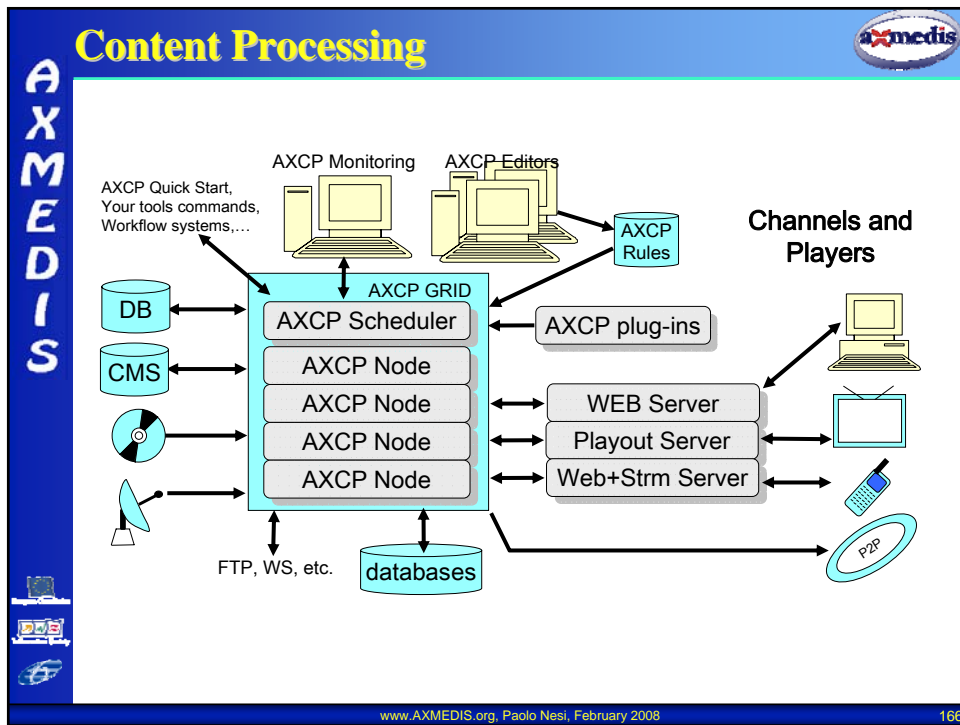 Content Processing
axmedis
AXMEDIS
AXCP Monitoring
AXCP Editors
AXCP Quick Start,
Your tools commands,
Workflow systems,...
AXCP
Rules
Channels and
Players
AXCP GRID
DB
AXCP Scheduler
AXCP plug-ins
CMS
AXCP Node
AXCP Node
WEB Server
AXCP Node
Playout Server
AXCP Node
Web+Strm Server
P2P
FTP, WS, etc.
databases
www.AXMEDIS.org, Paolo Nesi, February 2008
166